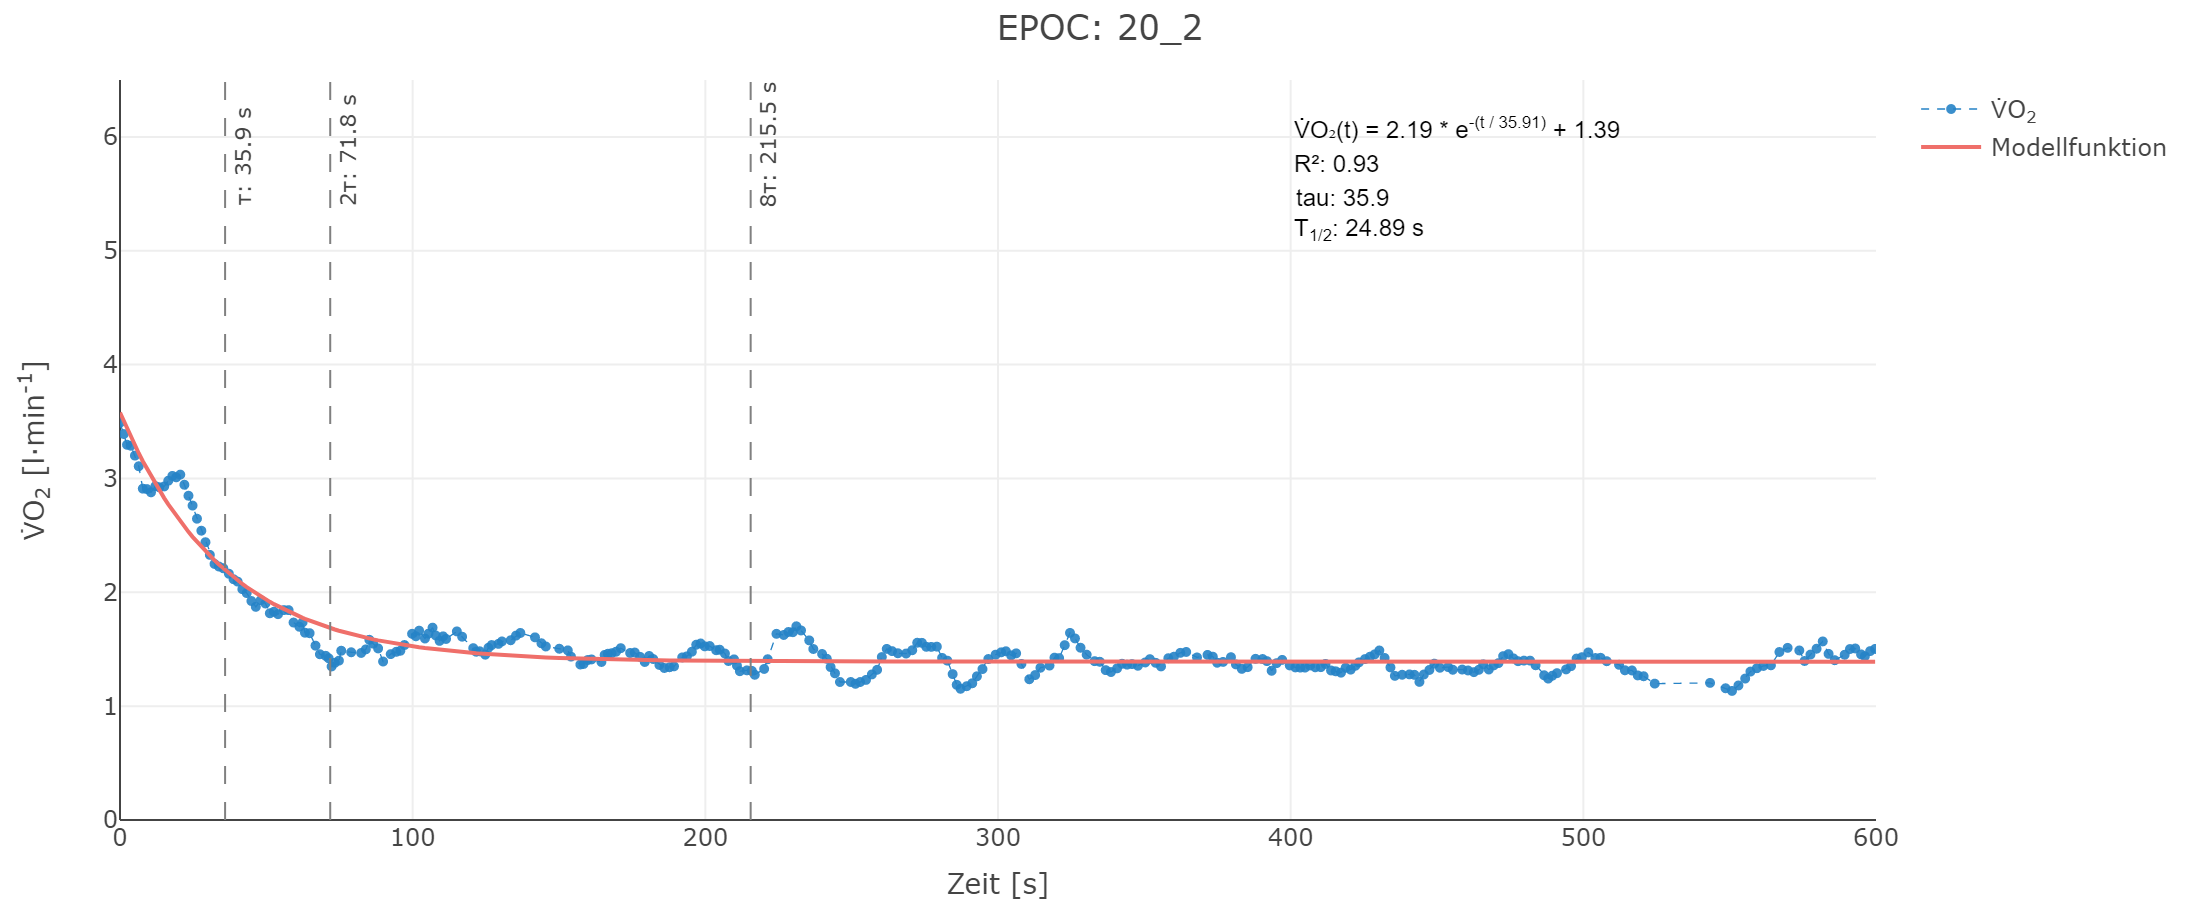 EPOC: 20_2
τ: 35.9 s
2τ: 71.8 s
8τ: 215.5 s
V̇O₂(t) = 2.19 * e^-(t / 35.91) + 1.39
R²: 0.93
tau: 35.9
T1/2: 24.89 s
V̇O₂
Modellfunktion
V̇O₂ [l·min⁻¹]
6
5
4
3
2
1
0
0 100 200 300 400 500 600
Zeit [s]